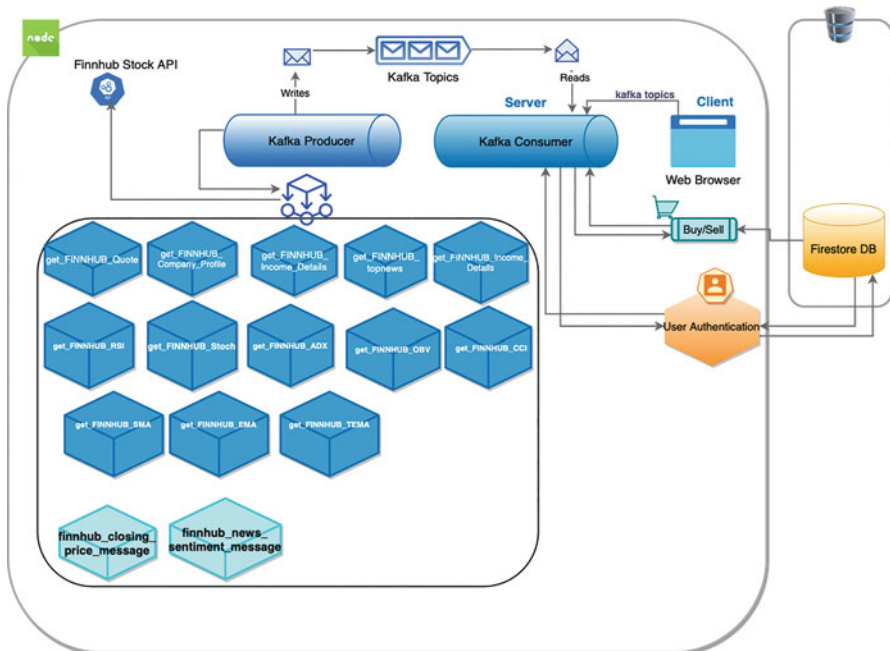 node
Finnhub Stock API
Writes
Kafka Topics
Reads
Server
kafka topics
Client
Kafka Producer
Kafka Consumer
Web Browser
Buy/Sell
Firestore DB
User Authentication
get_FINNHUB_Quote
get_FINNHUB_
Company_Profile
get_FINNHUB_
Income_Details
get_FINNHUB_
topnews
get_FINNHUB_Income_
Details
get_FINNHUB_RSI
get_FINNHUB_Stoch
get_FINNHUB_ADX
get_FINNHUB_OBV
get_FINNHUB_CCI
get_FINNHUB_SMA
get_FINNHUB_EMA
get_FINNHUB_TEMA
finnhub_closing_
price_message
finnhub_news_
sentiment_message